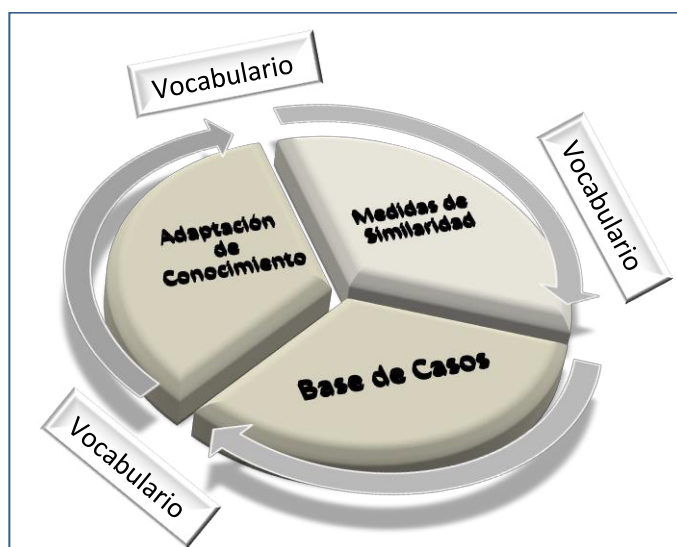 Vocabulario
Vocabulario
Medidas de
Similaridad
Adaptación
de
Conocimiento
Base de Casos
Vocabulario